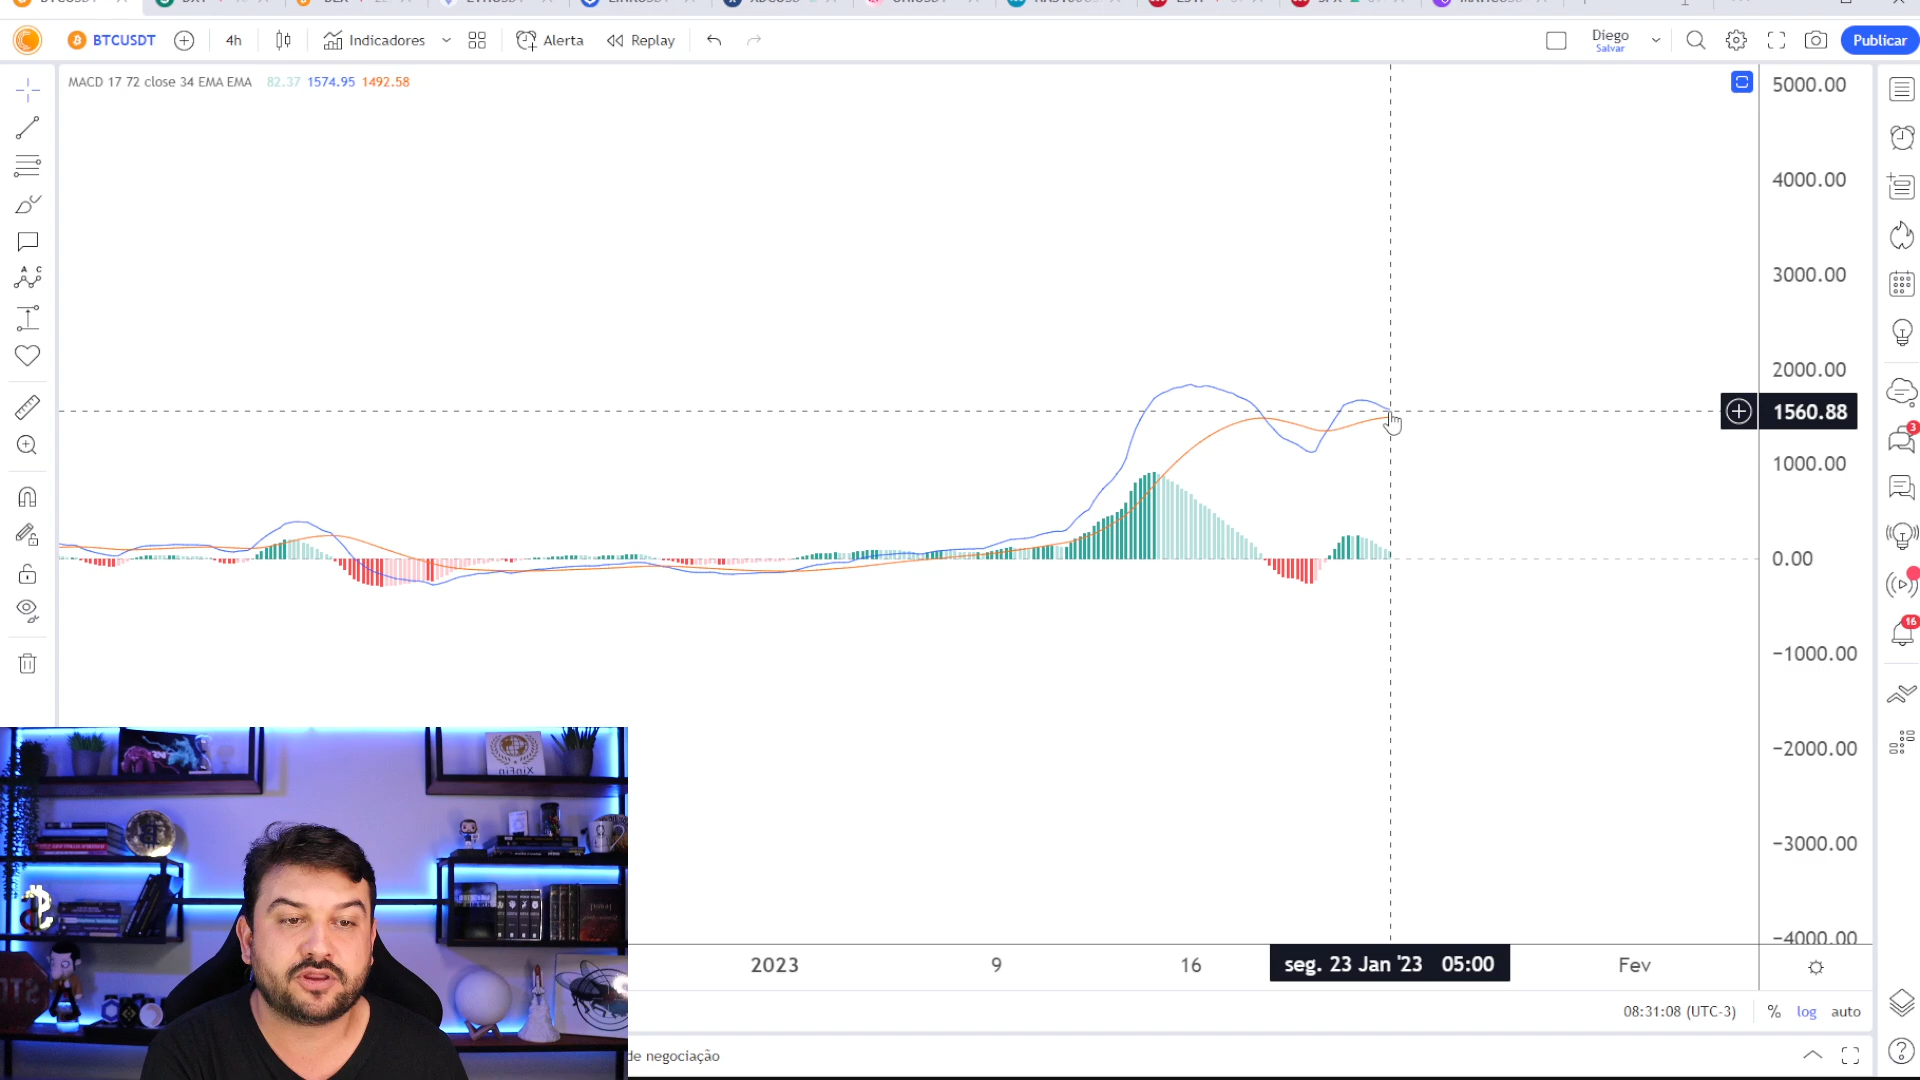 BTCUSDT
4h
Indicadores
Alerta
Replay
Diego
Salvar
Publicar
MACD 17 72 close 34 EMA EMA 82.37 1574.95 1492.58
5000.00
4000.00
3000.00
2000.00
1560.88
1000.00
0.00
−1000.00
−2000.00
−3000.00
−4000.00
3
16
XinFin
2023
9
16
seg. 23 Jan '23 05:00
Fev
08:31:08 (UTC-3)
%
log
auto
de negociação